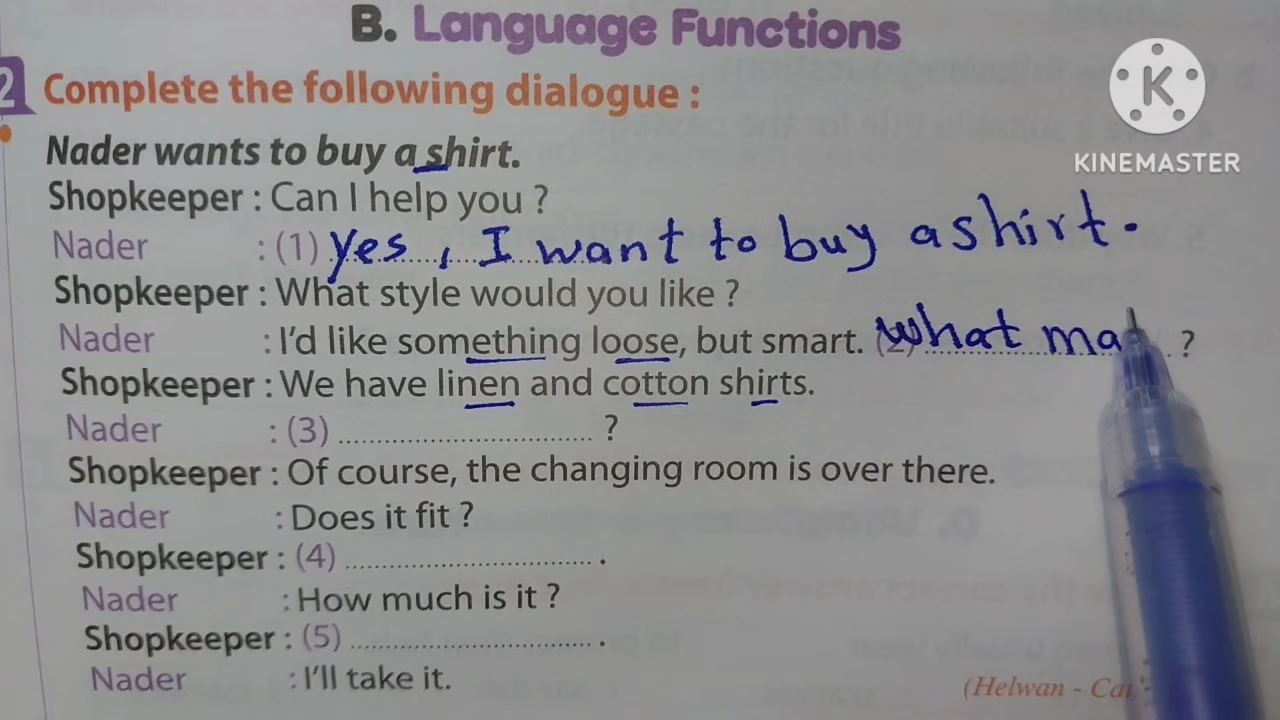 B. Language Functions
2 Complete the following dialogue :
KINEMASTER
Nader wants to buy a shirt.
Shopkeeper : Can I help you ?
Nader : (1) Yes, I want to buy a shirt.
Shopkeeper : What style would you like ?
Nader : I'd like something loose, but smart. (2) What ma ?
Shopkeeper : We have linen and cotton shirts.
Nader : (3) ........................................ ?
Shopkeeper : Of course, the changing room is over there.
Nader : Does it fit ?
Shopkeeper : (4) ........................................ .
Nader : How much is it ?
Shopkeeper : (5) ........................................ .
Nader : I'll take it.
(Helwan - Cai